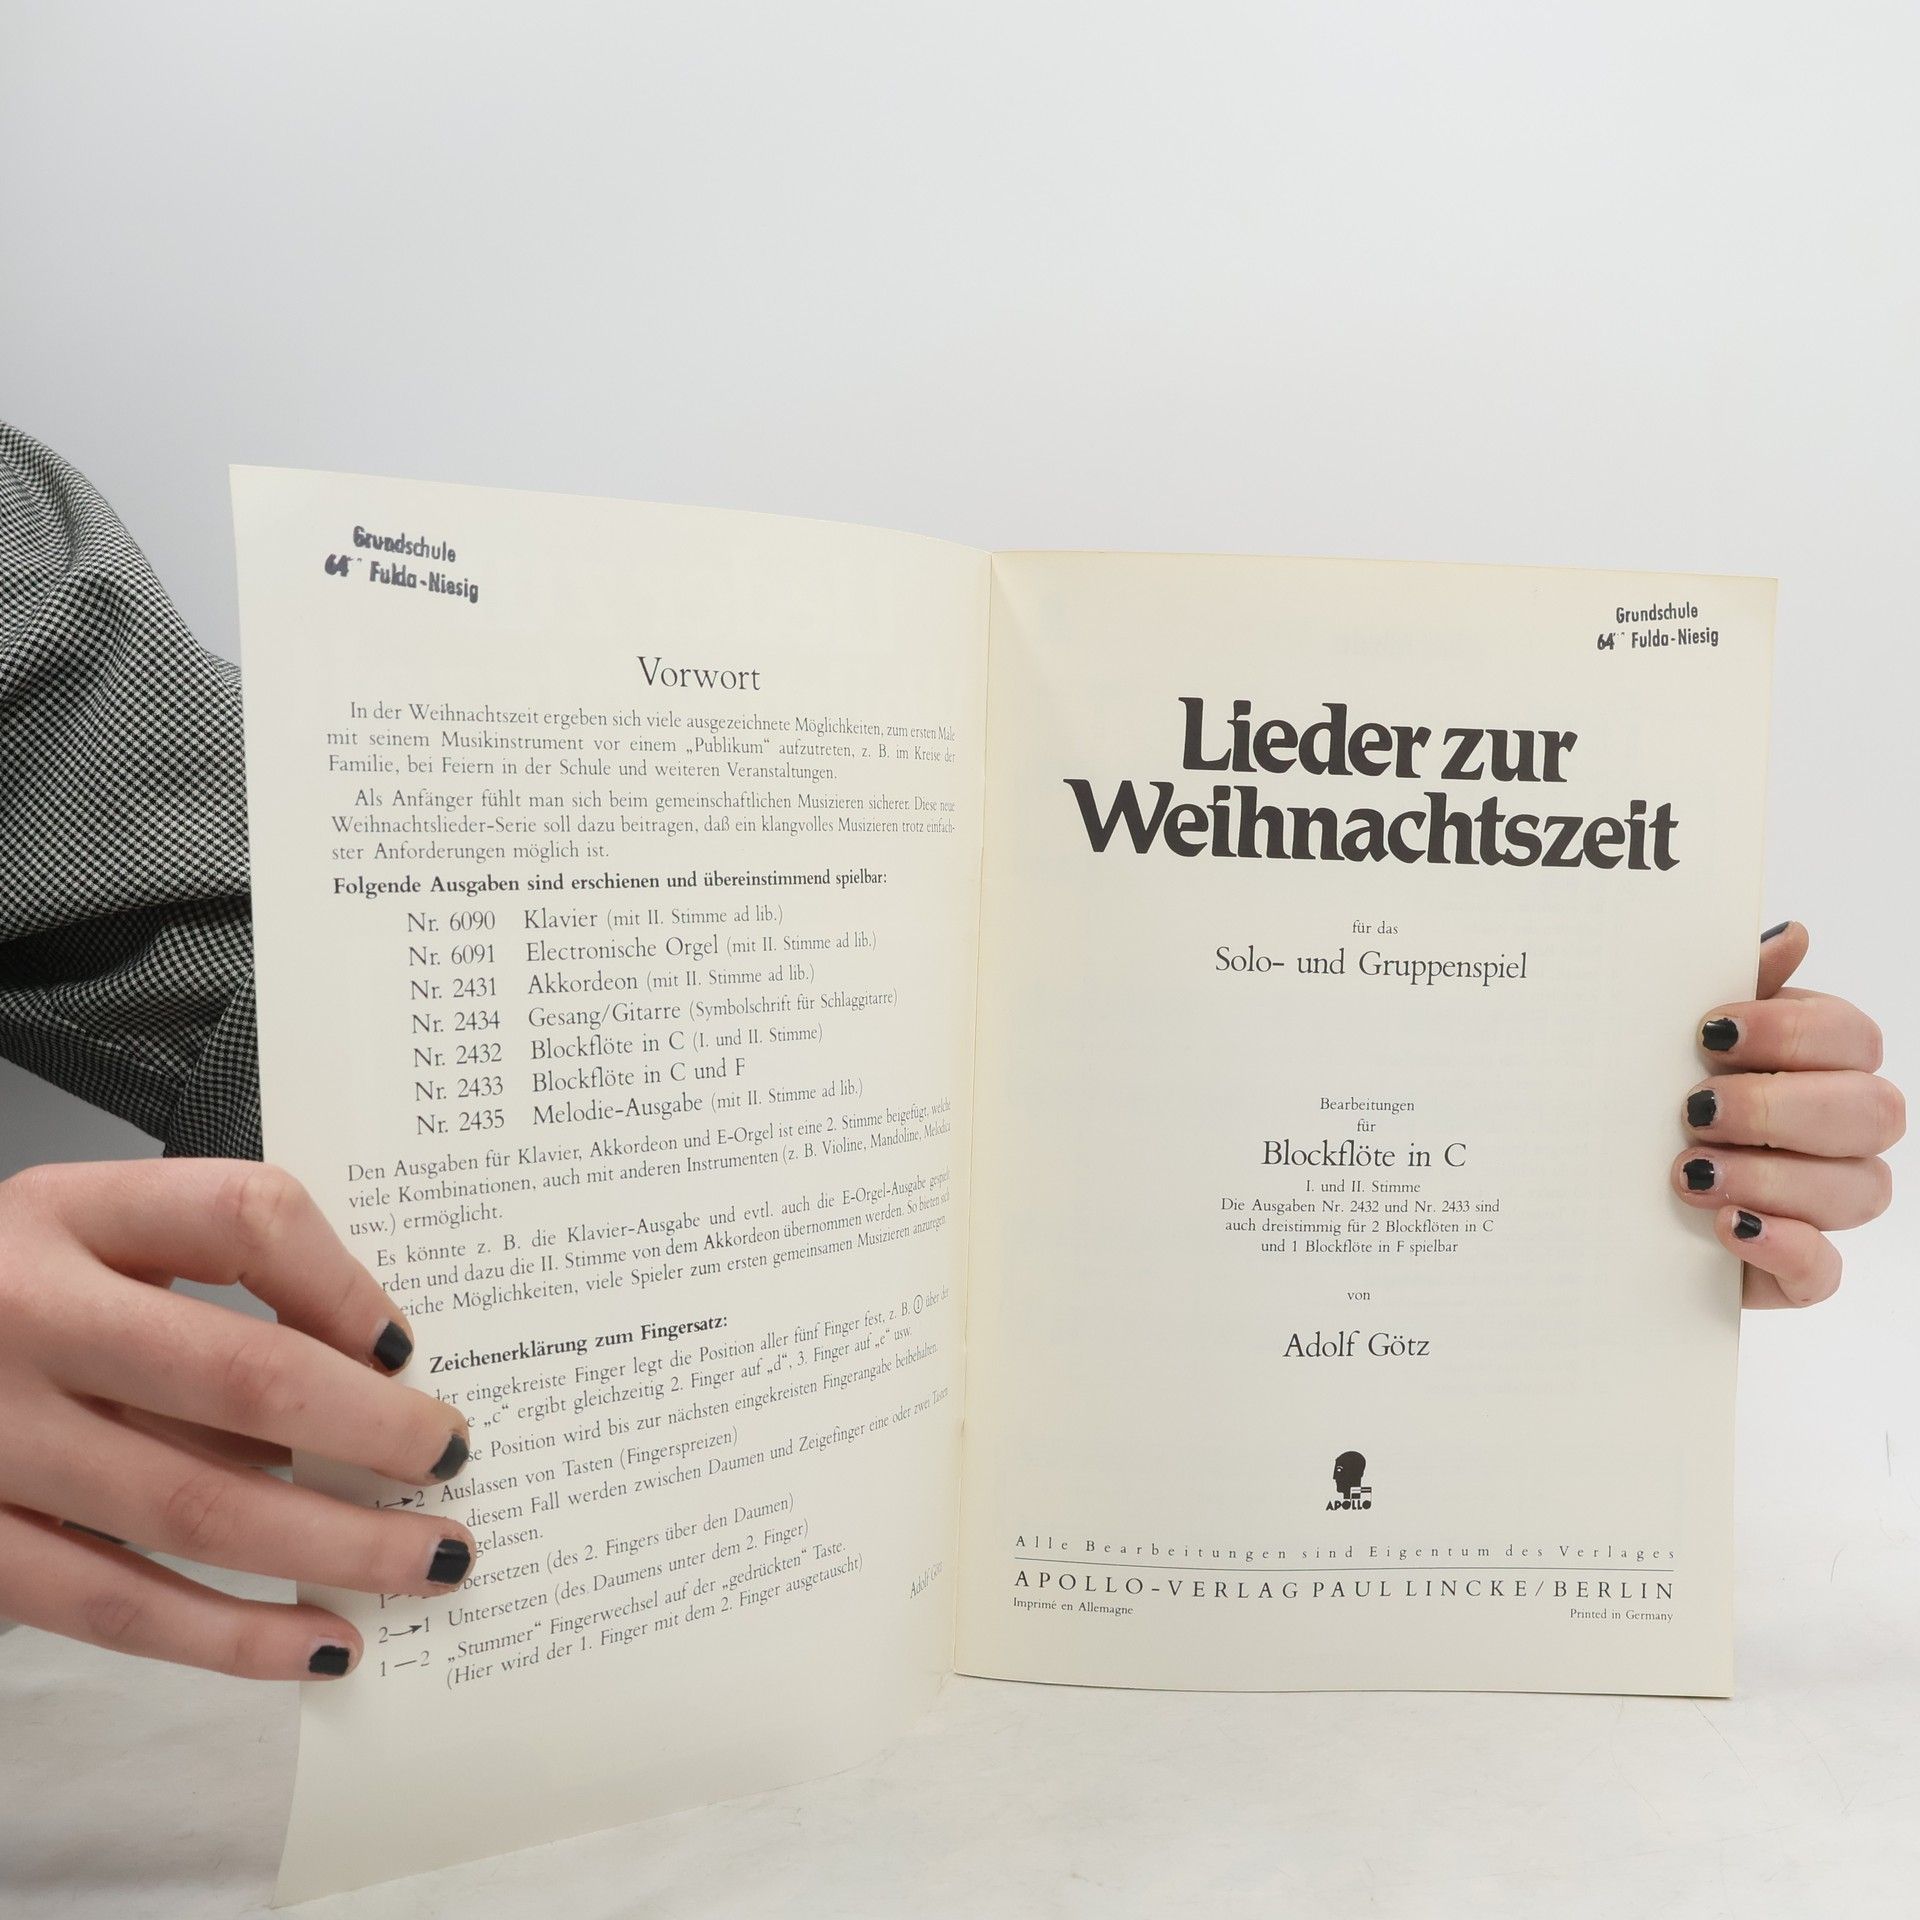 Grundschule
64 Fulda-Niesig
Vorwort
In der Weihnachtszeit ergeben sich viele ausgezeichnete Möglichkeiten, zum ersten Male
mit seinem Musikinstrument vor einem „Publikum“ aufzutreten, z. B. im Kreise der
Familie, bei Feiern in der Schule und weiteren Veranstaltungen.
Als Anfänger fühlt man sich beim gemeinschaftlichen Musizieren sicherer. Diese neue
Weihnachtslieder-Serie soll dazu beitragen, daß ein klangvolles Musizieren trotz einfach-
ster Anforderungen möglich ist.
Folgende Ausgaben sind erschienen und übereinstimmend spielbar:
Nr. 6090 Klavier (mit II. Stimme ad lib.)
Nr. 6091 Electronische Orgel (mit II. Stimme ad lib.)
Nr. 2431 Akkordeon (mit II. Stimme ad lib.)
Nr. 2434 Gesang/Gitarre (Symbolschrift für Schlaggitarre)
Nr. 2432 Blockflöte in C (I. und II. Stimme)
Nr. 2433 Blockflöte in C und F
Nr. 2435 Melodie-Ausgabe (mit II. Stimme ad lib.)
Den Ausgaben für Klavier, Akkordeon und E-Orgel ist eine 2. Stimme beigefügt, welche
viele Kombinationen, auch mit anderen Instrumenten (z. B. Violine, Mandoline, Melodica
usw.) ermöglicht.
Es könnte z. B. die Klavier-Ausgabe und evtl. auch die E-Orgel-Ausgabe gespielt
rden und dazu die II. Stimme von dem Akkordeon übernommen werden. So bieten sich
eiche Möglichkeiten, viele Spieler zum ersten gemeinsamen Musizieren anzuregen.
Zeichenerklärung zum Fingersatz:
der eingekreiste Finger legt die Position aller fünf Finger fest, z. B. ① über der
e „c“ ergibt gleichzeitig 2. Finger auf „d“, 3. Finger auf „e“ usw.
se Position wird bis zur nächsten eingekreisten Fingerangabe beibehalten.
1→2 Auslassen von Tasten (Fingerspreizen)
diesem Fall werden zwischen Daumen und Zeigefinger eine oder zwei Tasten
gelassen.
bersetzen (des 2. Fingers über den Daumen)
2→1 Untersetzen (des Daumens unter dem 2. Finger)
1—2 „Stummer“ Fingerwechsel auf der „gedrückten“ Taste.
(Hier wird der 1. Finger mit dem 2. Finger ausgetauscht)
Adolf Götz
Grundschule
64 Fulda-Niesig
Lieder zur
Weihnachtszeit
für das
Solo- und Gruppenspiel
Bearbeitungen
für
Blockflöte in C
I. und II. Stimme
Die Ausgaben Nr. 2432 und Nr. 2433 sind
auch dreistimmig für 2 Blockflöten in C
und 1 Blockflöte in F spielbar
von
Adolf Götz
APOLLO
Alle Bearbeitungen sind Eigentum des Verlages
APOLLO-VERLAG PAUL LINCKE/BERLIN
Imprimé en Allemagne
Printed in Germany